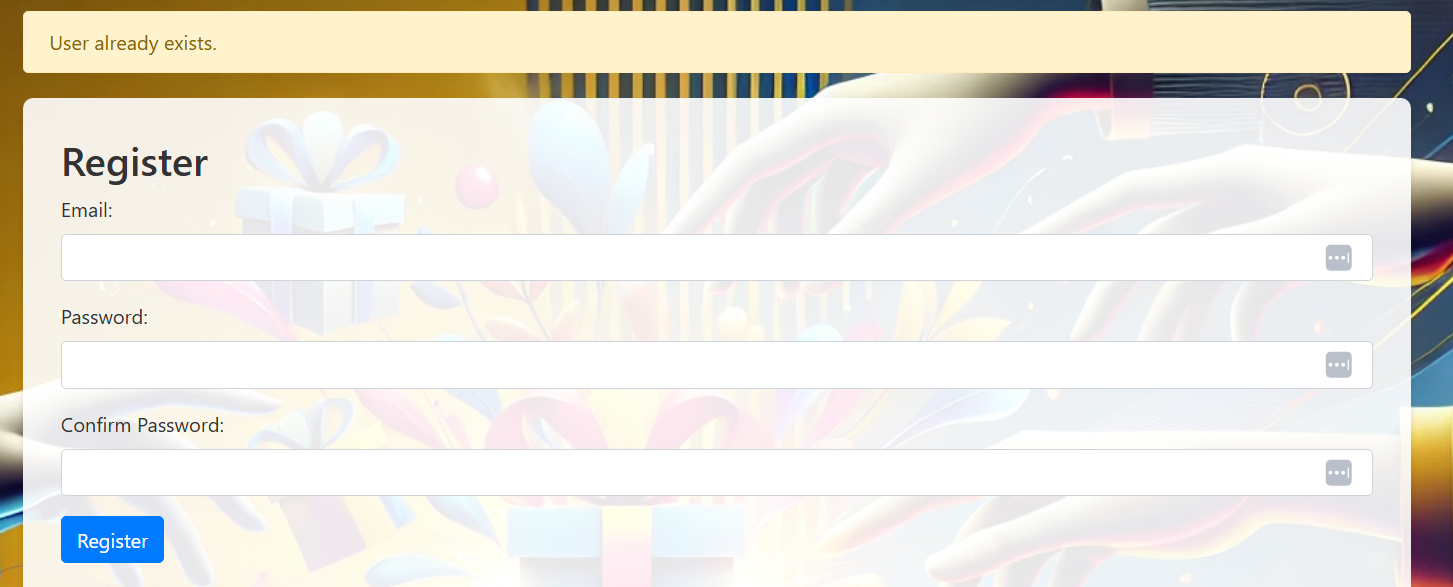 User already exists.
Register
Email:
Password:
Confirm Password:
Register